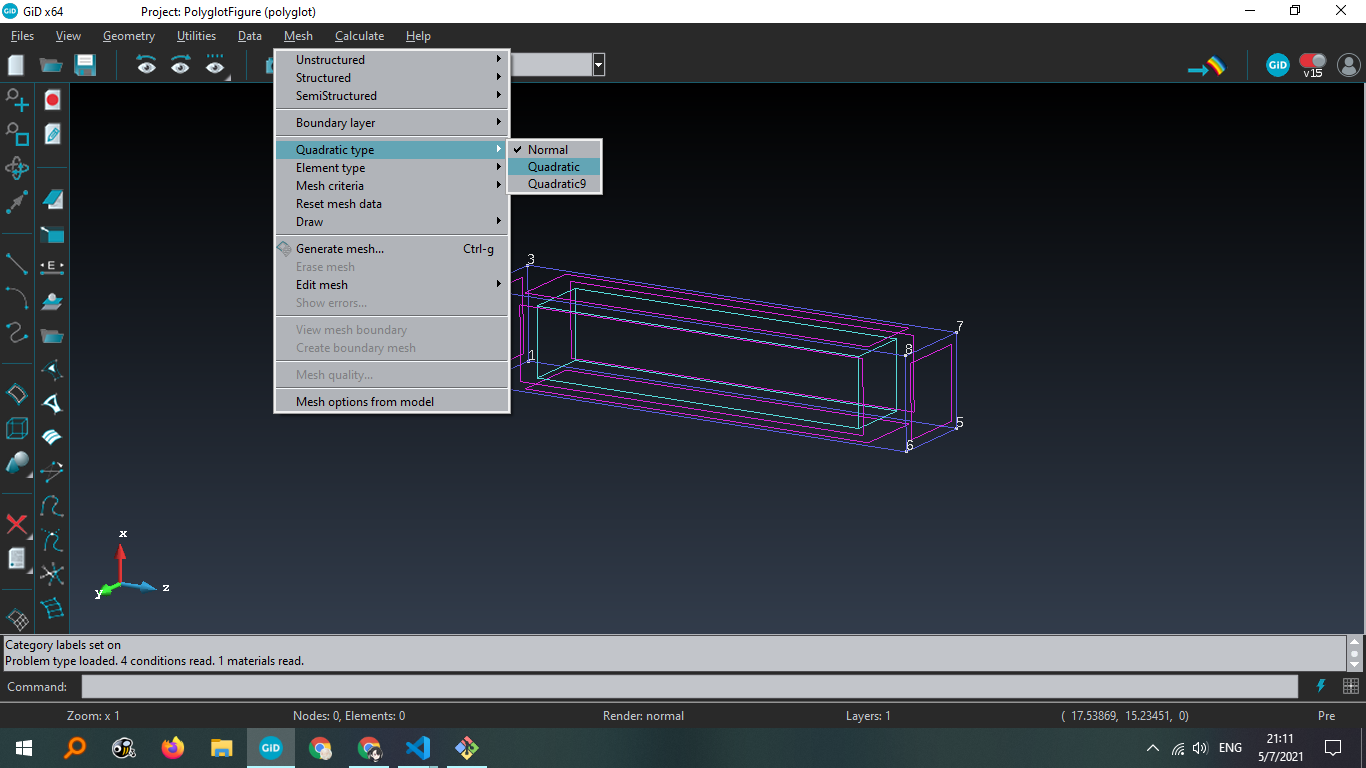 GiD x64 Project: PolyglotFigure (polyglot)
Files View Geometry Utilities Data Mesh Calculate Help
GiD v15
Unstructured
Structured
SemiStructured
Boundary layer
Quadratic type
Element type
Mesh criteria
Reset mesh data
Draw
Generate mesh... Ctrl-g
Erase mesh
Edit mesh
Show errors...
View mesh boundary
Create boundary mesh
Mesh quality...
Mesh options from model
Normal
Quadratic
Quadratic9
E
3
7
8
1
5
6
x
y
z
Category labels set on
Problem type loaded. 4 conditions read. 1 materials read.
Command:
Zoom: x 1 Nodes: 0, Elements: 0 Render: normal Layers: 1 ( 17.53869, 15.23451, 0) Pre
GiD
ENG
21:11
5/7/2021